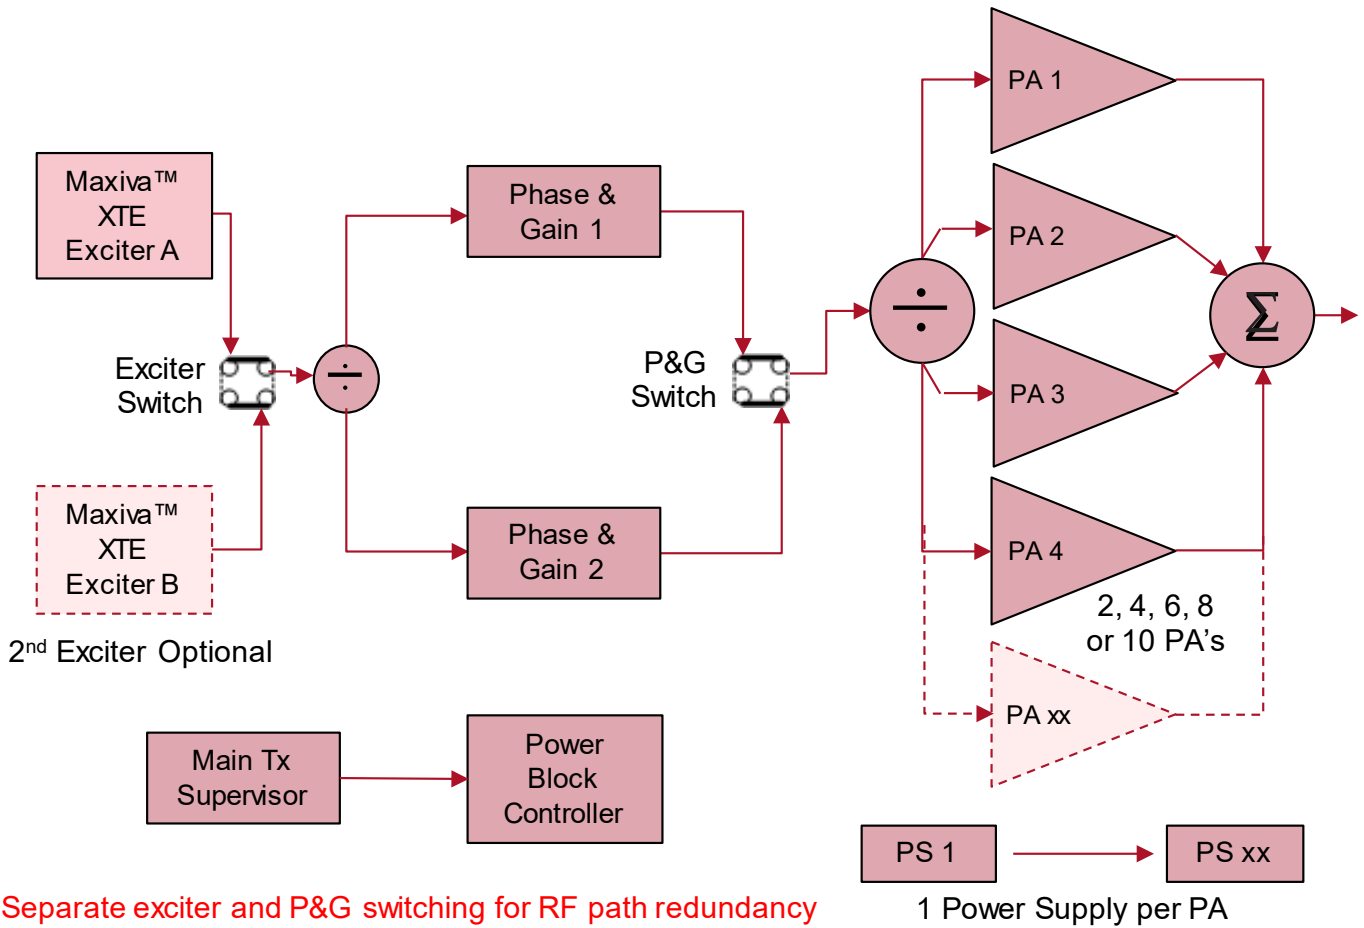 PA 1
Maxiva™
XTE
Exciter A
Phase &
Gain 1
PA 2
÷
Σ
Exciter
Switch
÷
P&G
Switch
PA 3
Maxiva™
XTE
Exciter B
Phase &
Gain 2
PA 4
2nd Exciter Optional
2, 4, 6, 8
or 10 PA's
PA xx
Main Tx
Supervisor
Power
Block
Controller
PS 1
PS xx
Separate exciter and P&G switching for RF path redundancy
1 Power Supply per PA